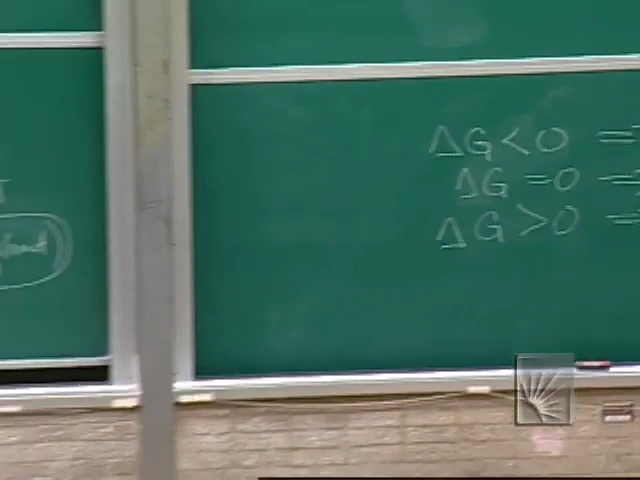 ΔG<0 =
ΔG=0 =
ΔG>0 =